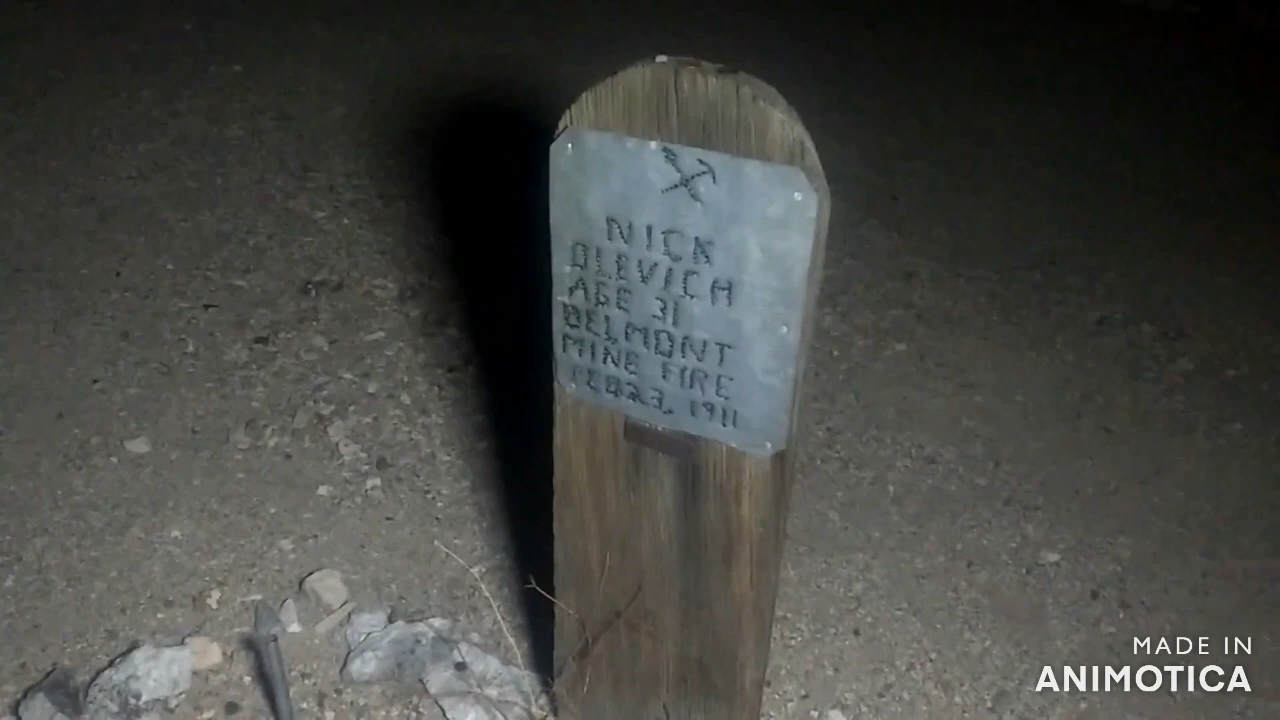 NICK
OLEVICH
AGE 31
BELMONT
MINE FIRE
FEB 23, 1911
MADE IN
ANIMOTICA